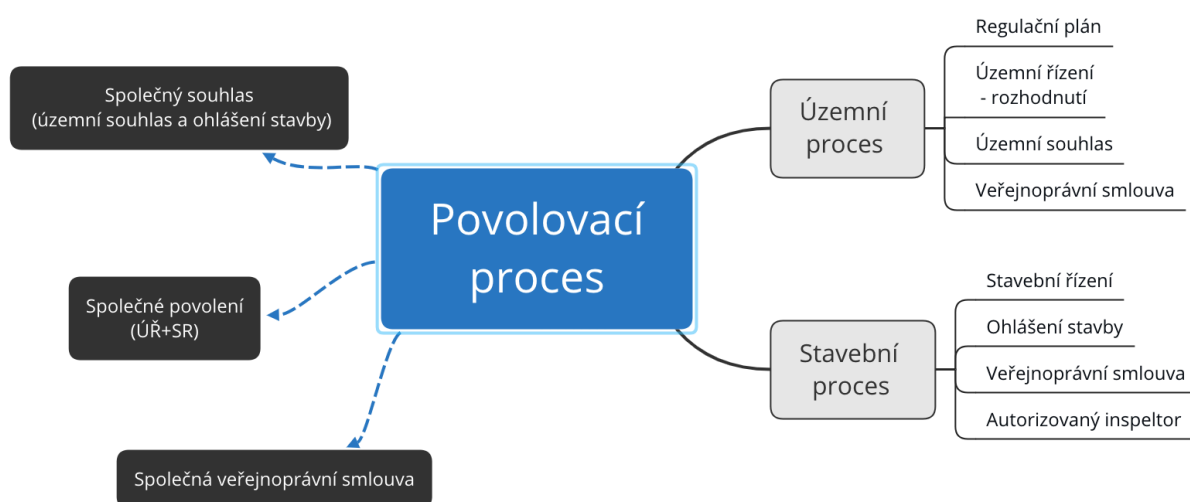 Povolovací
proces
Společný souhlas
(územní souhlas a ohlášení stavby)
Společné povolení
(ÚŘ+SR)
Společná veřejnoprávní smlouva
Územní
proces
Regulační plán
Územní řízení
- rozhodnutí
Územní souhlas
Veřejnoprávní smlouva
Stavební
proces
Stavební řízení
Ohlášení stavby
Veřejnoprávní smlouva
Autorizovaný inspeltor